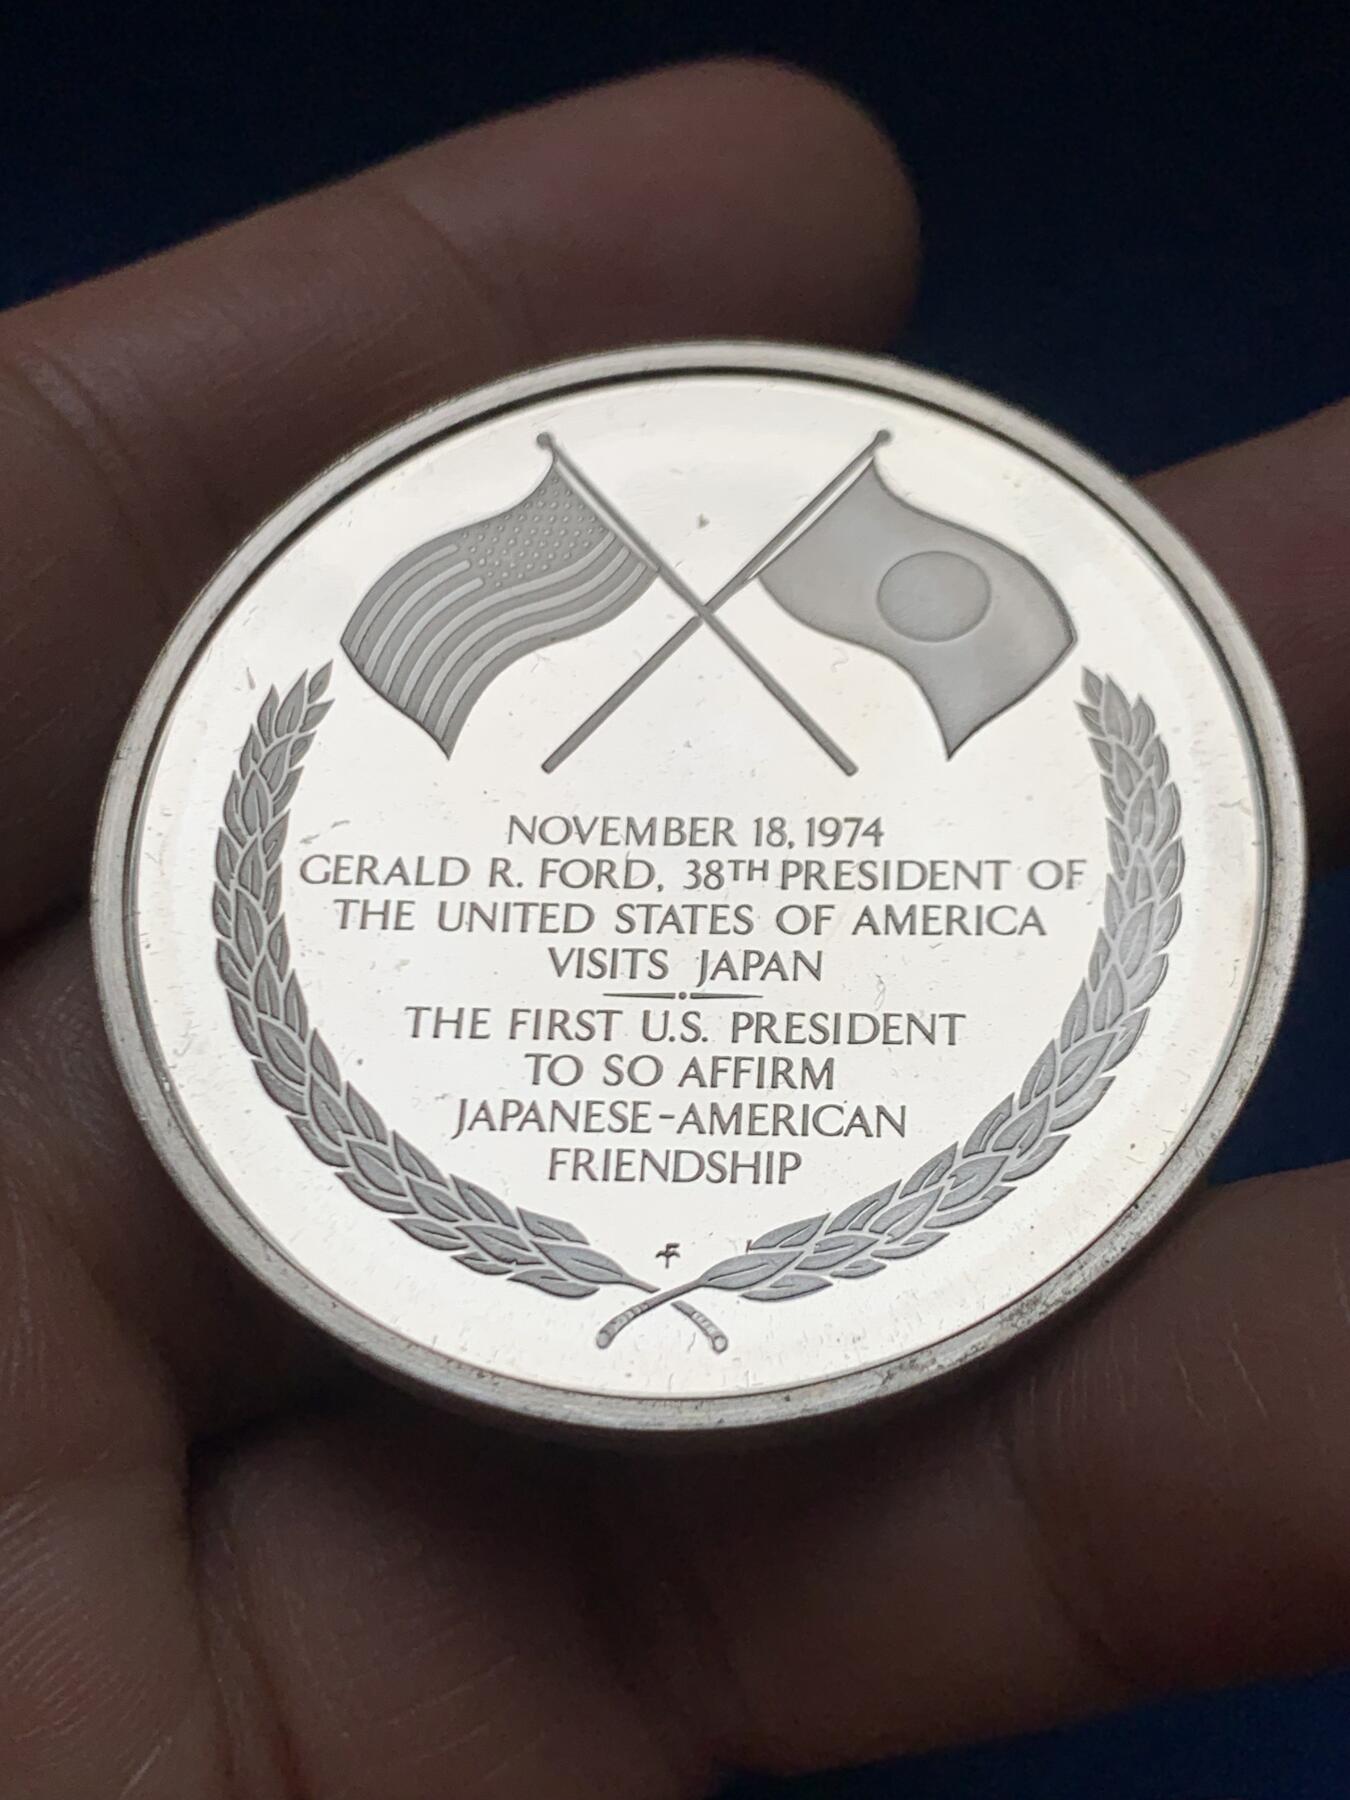 NOVEMBER 18, 1974
GERALD R. FORD, 38TH PRESIDENT OF
THE UNITED STATES OF AMERICA
VISITS JAPAN
THE FIRST U.S. PRESIDENT
TO SO AFFIRM
JAPANESE-AMERICAN
FRIENDSHIP